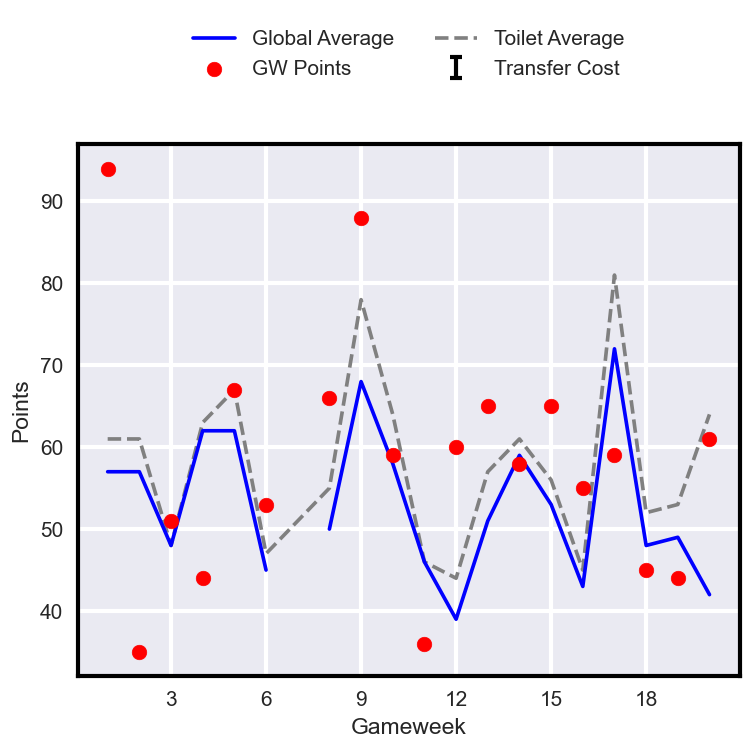 Global Average
GW Points
Toilet Average
Transfer Cost
Points
90
80
70
60
50
40
3 6 9 12 15 18
Gameweek